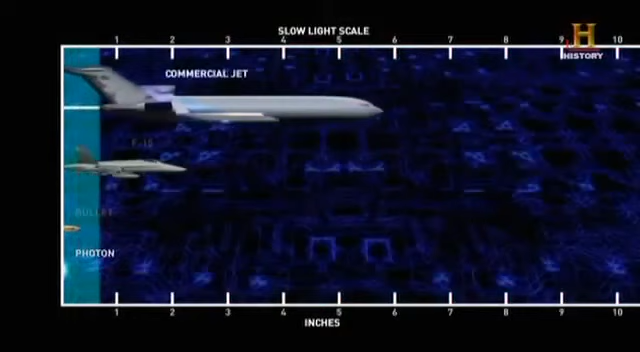 SLOW LIGHT SCALE
1 2 3 4 5 6 7 8 9 10
H
HISTORY
COMMERCIAL JET
F-15
BULLET
PHOTON
1 2 3 4 5 6 7 8 9 10
INCHES